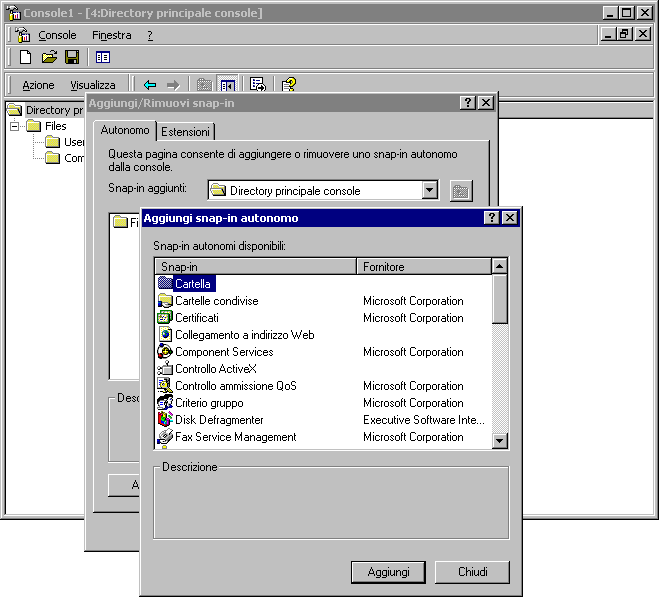 Console1 - [4:Directory principale console]
Console Finestra ?
Azione Visualizza
Aggiungi/Rimuovi snap-in
Directory pr
Files
User
Com
Autonomo Estensioni
Questa pagina consente di aggiungere o rimuovere uno snap-in autonomo
dalla console.
Snap-in aggiunti: Directory principale console
Fi
Desc
A
Aggiungi snap-in autonomo
Snap-in autonomi disponibili:
Snap-in Fornitore
Cartella
Cartelle condivise Microsoft Corporation
Certificati Microsoft Corporation
Collegamento a indirizzo Web
Component Services Microsoft Corporation
Controllo ActiveX
Controllo ammissione QoS Microsoft Corporation
Criterio gruppo Microsoft Corporation
Disk Defragmenter Executive Software Inte...
Fax Service Management Microsoft Corporation
Descrizione
Aggiungi Chiudi